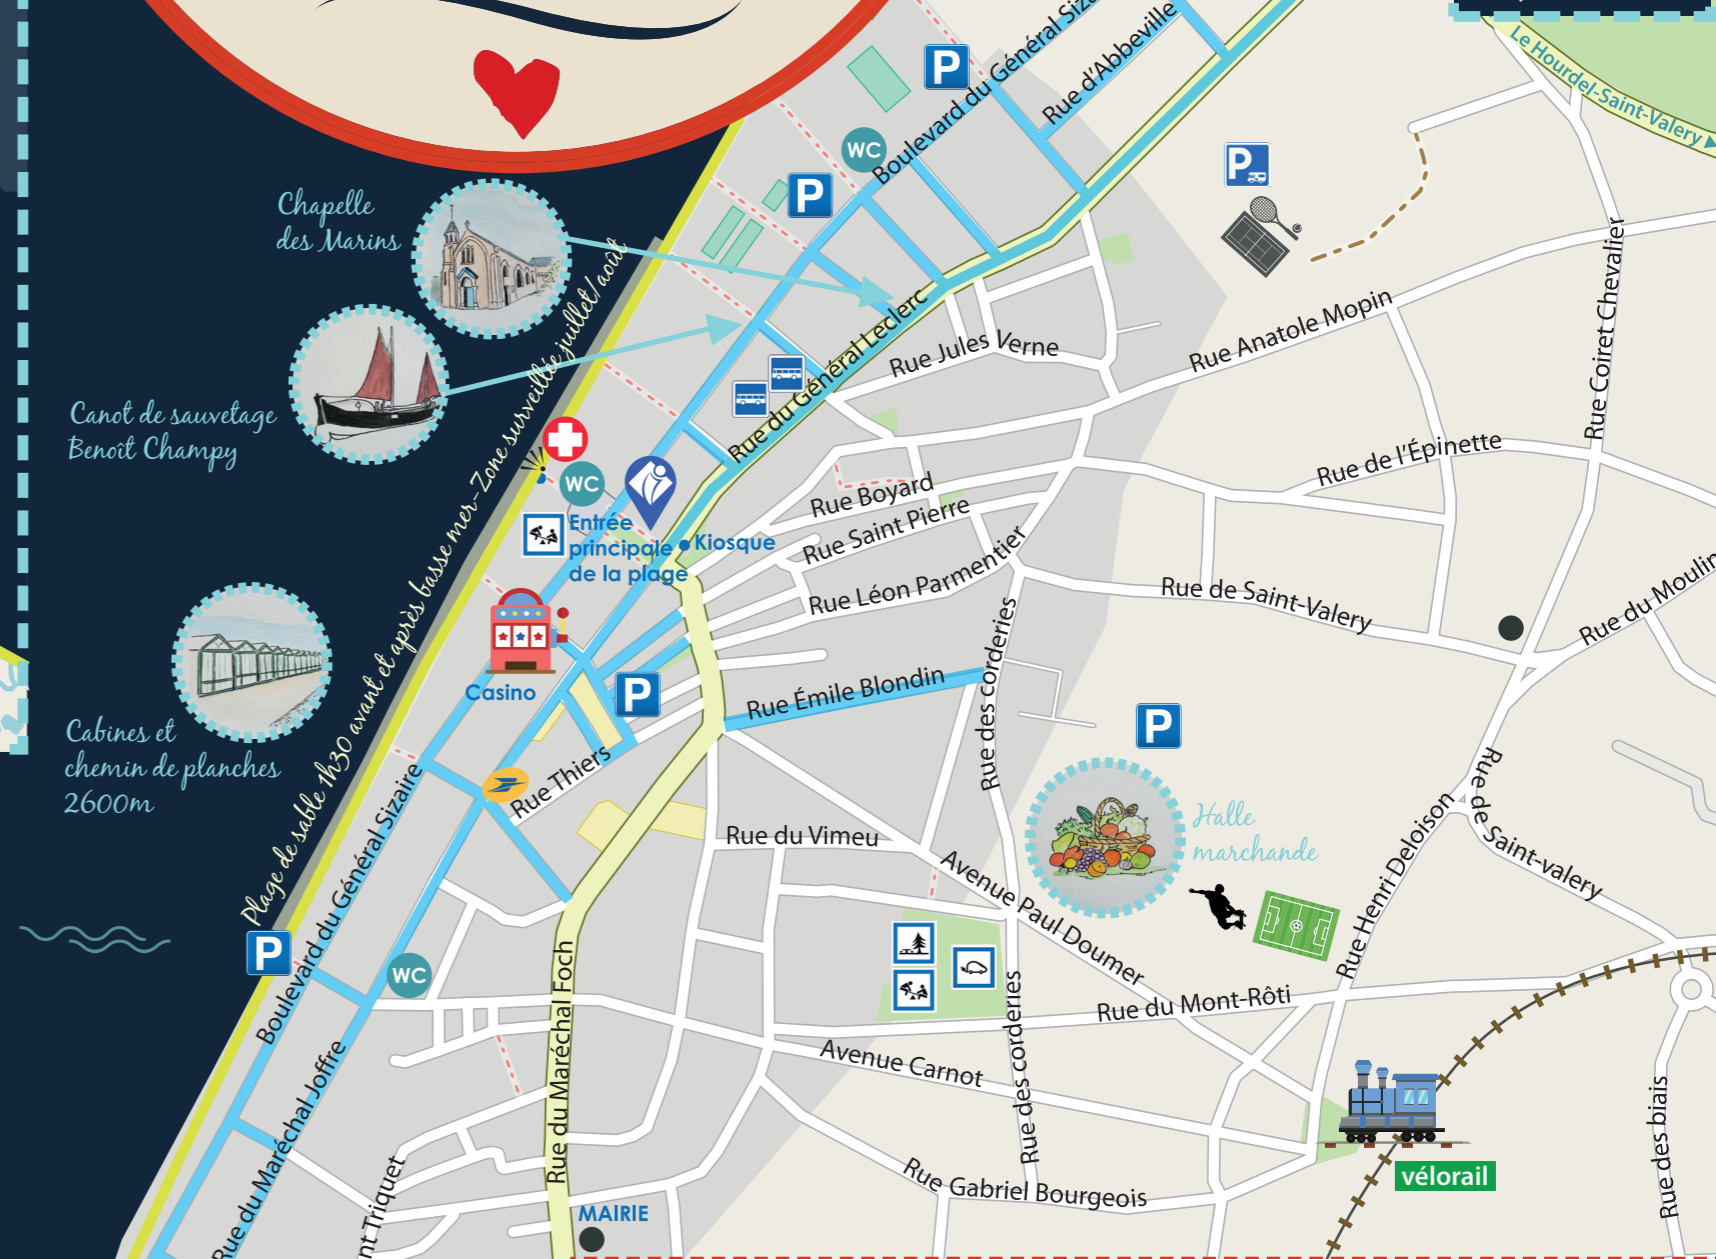 Le Hourdel-Saint-Valery
P
Boulevard du Général Sizaire
Rue d'Abbeville
WC
P
P
Chapelle
des Marins
Rue Coiret Chevalier
Rue Anatole Mopin
Rue du Général Leclerc
Rue Jules Verne
Canot de sauvetage
Benoît Champy
Rue de l'Épinette
Rue Boyard
WC
Rue Saint Pierre
Entrée
principale
de la plage
Kiosque
Rue Léon Parmentier
Rue de Saint-Valery
Rue du Moulin
Plage de sable 1h30 avant et après basse mer-Zone surveillée juillet/août
Casino
P
Rue Émile Blondin
Rue des corderies
P
Cabines et
chemin de planches
2600m
Rue Thiers
Rue de Saint-valery
Halle
marchande
Rue du Vimeu
Avenue Paul Doumer
Rue Henri Deloison
Boulevard du Général Sizaire
P
WC
Rue du Maréchal Foch
Rue du Mont-Rôti
Avenue Carnot
Rue des corderies
Rue du Maréchal Joffre
nt Triquet
Rue Gabriel Bourgeois
vélorail
Rue des biais
MAIRIE